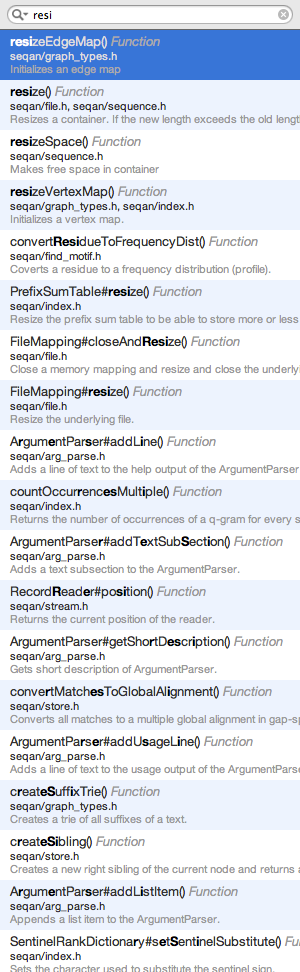 resi
resizeEdgeMap() Function
seqan/graph_types.h
Initializes an edge map
resize() Function
seqan/file.h, seqan/sequence.h
Resizes a container. If the new length exceeds the old length
resizeSpace() Function
seqan/sequence.h
Makes free space in container
resizeVertexMap() Function
seqan/graph_types.h, seqan/index.h
Initializes a vertex map.
convertResidueToFrequencyDist() Function
seqan/find_motif.h
Coverts a residue to a frequency distribution (profile).
PrefixSumTable#resize() Function
seqan/index.h
Resize the prefix sum table to be able to store more or less
FileMapping#closeAndResize() Function
seqan/file.h
Close a memory mapping and resize and close the underlyi
FileMapping#resize() Function
seqan/file.h
Resize the underlying file.
ArgumentParser#addLine() Function
seqan/arg_parse.h
Adds a line of text to the help output of the ArgumentParser
countOccurrencesMultiple() Function
seqan/index.h
Returns the number of occurrences of a q-gram for every s
ArgumentParser#addTextSubSection() Function
seqan/arg_parse.h
Adds a text subsection to the ArgumentParser.
RecordReader#position() Function
seqan/stream.h
Returns the current position of the reader.
ArgumentParser#getShortDescription() Function
seqan/arg_parse.h
Gets short description of ArgumentParser.
convertMatchesToGlobalAlignment() Function
seqan/store.h
Converts all matches to a multiple global alignment in gap-sp
ArgumentParser#addUsageLine() Function
seqan/arg_parse.h
Adds a line of text to the usage output of the ArgumentParse
createSuffixTrie() Function
seqan/graph_types.h
Creates a trie of all suffixes of a text.
createSibling() Function
seqan/store.h
Creates a new right sibling of the current node and returns a
ArgumentParser#addListItem() Function
seqan/arg_parse.h
Appends a list item to the ArgumentParser.
SentinelRankDictionary#setSentinelSubstitute() Fu
seqan/index.h
Sets the character used to substitute the sentinel sign.